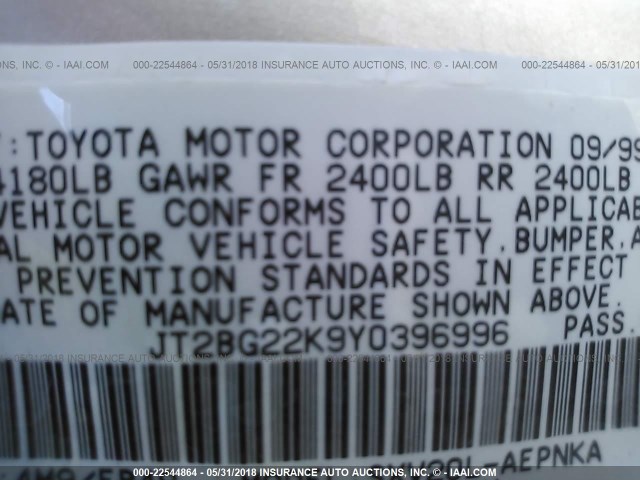 000-22544864 - 05/31/2018 INSURANCE AUTO AUCTIONS, INC. - © IAAI.COM
:TOYOTA MOTOR CORPORATION 09/99
4180LB GAWR FR 2400LB RR 2400LB
VEHICLE CONFORMS TO ALL APPLICAB
AL MOTOR VEHICLE SAFETY,BUMPER,A
PREVENTION STANDARDS IN EFFECT
ATE OF MANUFACTURE SHOWN ABOVE.
JT2BG22K9Y0396996 PASS.
-AEPNKA
000-22544864 - 05/31/2018 INSURANCE AUTO AUCTIONS, INC. - © IAAI.COM